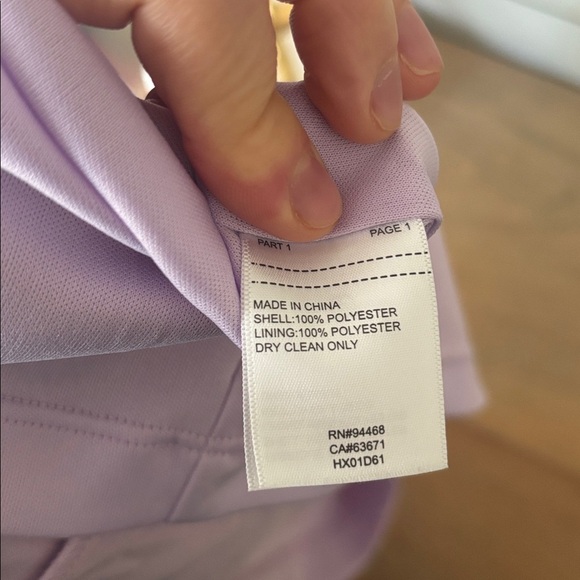 PART 1 PAGE 1
MADE IN CHINA
SHELL:100% POLYESTER
LINING:100% POLYESTER
DRY CLEAN ONLY
RN#94468
CA#63671
HX01D61